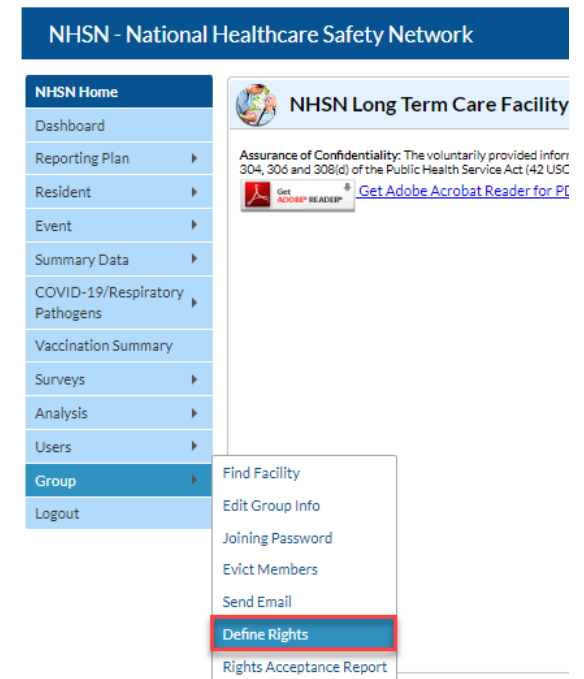 NHSN - National Healthcare Safety Network
NHSN Home
Dashboard
Reporting Plan
Resident
Event
Summary Data
COVID-19/Respiratory
Pathogens
Vaccination Summary
Surveys
Analysis
Users
Group
Logout
NHSN Long Term Care Facility
Assurance of Confidentiality: The voluntarily provided infor
304, 306 and 308(d) of the Public Health Service Act (42 USC
Get
ADOBE® READER®
Get Adobe Acrobat Reader for PD
Find Facility
Edit Group Info
Joining Password
Evict Members
Send Email
Define Rights
Rights Acceptance Report